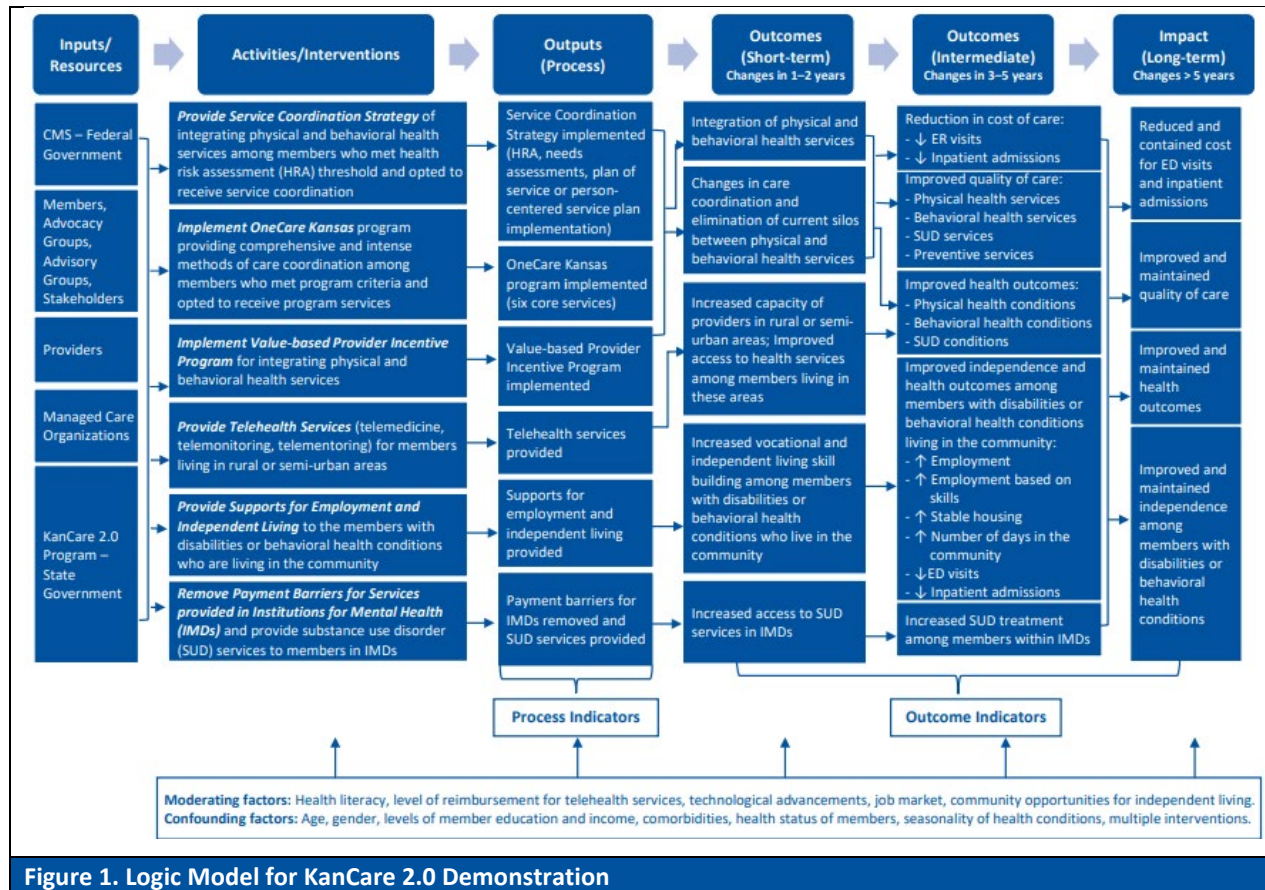 Inputs/
Resources
Activities/Interventions
Outputs
(Process)
Outcomes
(Short-term)
Changes in 1–2 years
Outcomes
(Intermediate)
Changes in 3–5 years
Impact
(Long-term)
Changes > 5 years
CMS – Federal
Government
Members,
Advocacy
Groups,
Advisory
Groups,
Stakeholders
Providers
Managed Care
Organizations
KanCare 2.0
Program –
State
Government
Provide Service Coordination Strategy of
integrating physical and behavioral health
services among members who met health
risk assessment (HRA) threshold and opted to
receive service coordination
Implement OneCare Kansas program
providing comprehensive and intense
methods of care coordination among
members who met program criteria and
opted to receive program services
Implement Value-based Provider Incentive
Program for integrating physical and
behavioral health services
Provide Telehealth Services (telemedicine,
telemonitoring, telementoring) for members
living in rural or semi-urban areas
Provide Supports for Employment and
Independent Living to the members with
disabilities or behavioral health conditions
who are living in the community
Remove Payment Barriers for Services
provided in Institutions for Mental Health
(IMDs) and provide substance use disorder
(SUD) services to members in IMDs
Service Coordination
Strategy implemented
(HRA, needs
assessments, plan of
service or person-
centered service plan
implementation)
OneCare Kansas
program implemented
(six core services)
Value-based Provider
Incentive Program
implemented
Telehealth services
provided
Supports for
employment and
independent living
provided
Payment barriers for
IMDs removed and
SUD services provided
Integration of physical and
behavioral health services
Changes in care
coordination and
elimination of current silos
between physical and
behavioral health services
Increased capacity of
providers in rural or semi-
urban areas; Improved
access to health services
among members living in
these areas
Increased vocational and
independent living skill
building among members
with disabilities or
behavioral health
conditions who live in the
community
Increased access to SUD
services in IMDs
Reduction in cost of care:
- ↓ ER visits
- ↓ Inpatient admissions
Improved quality of care:
- Physical health services
- Behavioral health services
- SUD services
- Preventive services
Improved health outcomes:
- Physical health conditions
- Behavioral health conditions
- SUD conditions
Improved independence and
health outcomes among
members with disabilities or
behavioral health conditions
living in the community:
- ↑ Employment
- ↑ Employment based on
skills
- ↑ Stable housing
- ↑ Number of days in the
community
- ↓ED visits
- ↓ Inpatient admissions
Increased SUD treatment
among members within IMDs
Reduced and
contained cost
for ED visits
and inpatient
admissions
Improved and
maintained
quality of care
Improved and
maintained
health
outcomes
Improved and
maintained
independence
among
members with
disabilities or
behavioral
health
conditions
Process Indicators
Outcome Indicators
Moderating factors: Health literacy, level of reimbursement for telehealth services, technological advancements, job market, community opportunities for independent living.
Confounding factors: Age, gender, levels of member education and income, comorbidities, health status of members, seasonality of health conditions, multiple interventions.
Figure 1. Logic Model for KanCare 2.0 Demonstration